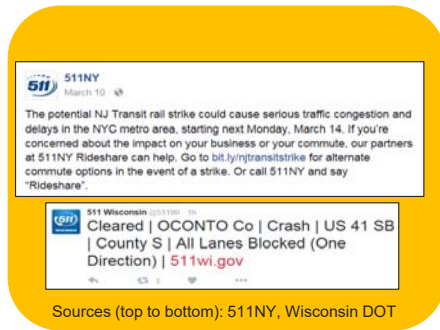 511
511NY
March 10
The potential NJ Transit rail strike could cause serious traffic congestion and
delays in the NYC metro area, starting next Monday, March 14. If you're
concerned about the impact on your business or your commute, our partners
at 511NY Rideshare can help. Go to bit.ly/njtransitstrike for alternate
commute options in the event of a strike. Or call 511NY and say
"Rideshare".
511
511 Wisconsin @511WI · 1h
Cleared | OCONTO Co | Crash | US 41 SB
| County S | All Lanes Blocked (One
Direction) | 511wi.gov
2
Sources (top to bottom): 511NY, Wisconsin DOT